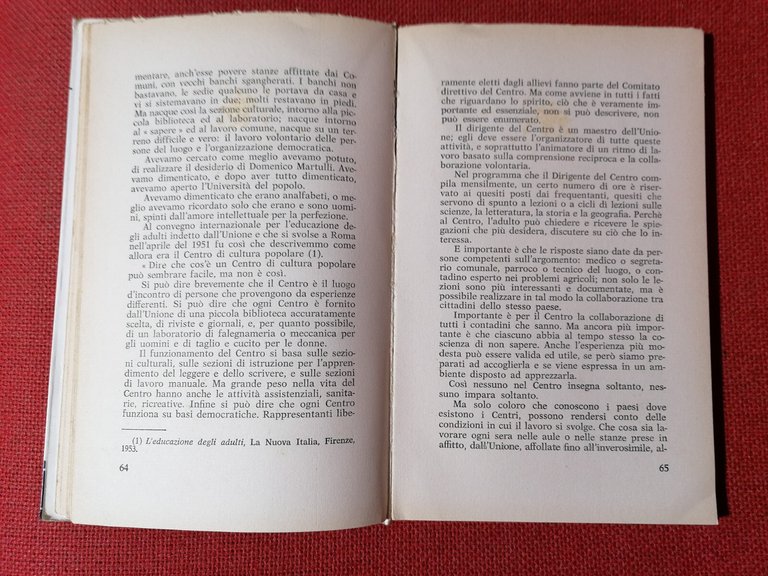 mentare, anch'esse povere stanze affittate dai Co-
muni, con vecchi banchi sgangherati. I banchi non
bastavano, le sedie qualcuno le portava da casa e
vi si sistemavano in due; molti restavano in piedi.
Ma nacque così la sezione culturale, intorno alla pic-
cola biblioteca ed al laboratorio; nacque intorno
al « sapere » ed al lavoro comune, nacque su un ter-
reno difficile e vero: il lavoro volontario delle per-
sone del luogo e l'organizzazione democratica.
Avevamo cercato come meglio avevamo potuto,
di realizzare il desiderio di Domenico Martulli. Ave-
vamo dimenticato, e dopo aver tutto dimenticato,
avevamo aperto l'Università del popolo.
Avevamo dimenticato che erano analfabeti, o me-
glio avevamo ricordato solo che erano anche essi uo-
mini, spinti dall'amore intellettuale per la perfezione.
Al convegno internazionale per l'educazione de-
gli adulti indetto dall'Unione e che si svolse a Roma
nell'aprile del 1951 fu così che descrivemmo come
allora era il Centro di cultura popolare (1).
« Dire che cos'è un Centro di cultura popolare
può sembrare facile, ma non è così.
Si può dire brevemente che il Centro è il luogo
d'incontro di persone che provengono da esperienze
differenti. Si può dire che ogni Centro è fornito
dall'Unione di una piccola biblioteca accuratamente
scelta, di riviste e giornali, e, per quanto possibile,
di un laboratorio di falegnameria o meccanica per
gli uomini e di taglio e cucito per le donne.
Il funzionamento del Centro si basa sulle sezio-
ni culturali, sulle sezioni di istruzione per l'apprendi-
mento del leggere e dello scrivere, e sulle sezioni
di lavoro manuale. Ma grande peso nella vita del
Centro hanno anche le attività assistenziali, sanita-
rie, ricreative. Infine si può dire che ogni Centro
funziona su basi democratiche. Rappresentanti libe-
(1) L'educazione degli adulti, La Nuova Italia, Firenze,
1953.
64
ramente eletti dagli allievi fanno parte del Comitato
direttivo del Centro. Ma come avviene in tutti i fatti
che riguardano lo spirito, ciò che è veramente im-
portante ed essenziale, non si può descrivere, non
può essere enumerato.
Il dirigente del Centro è un maestro dell'Unio-
ne; egli deve essere l'organizzatore di tutte queste
attività, e soprattutto l'animatore di un ritmo di la-
voro basato sulla comprensione reciproca e la colla-
borazione volontaria.
Nel programma che il Dirigente del Centro com-
pila mensilmente, un certo numero di ore è riser-
vato ai quesiti posti dai frequentanti, quesiti che
servono di spunto a lezioni o a cicli di lezioni sulle
scienze, la letteratura, la storia e la geografia. Perchè
al Centro, l'adulto può chiedere e ricevere le spie-
gazioni che più desidera, discutere su ciò che lo in-
teressa.
E importante è che le risposte siano date da per-
sone competenti sull'argomento: medico o segreta-
rio comunale, parroco o tecnico del luogo, o con-
tadino esperto nei problemi agricoli; non solo le le-
zioni sono più interessanti e documentate, ma è
possibile realizzare in tal modo la collaborazione tra
cittadini dello stesso paese.
Importante è per il Centro la collaborazione di
tutti i contadini che sanno. Ma ancora più impor-
tante è che ciascuno abbia al tempo stesso la co-
scienza di non sapere. Anche l'esperienza più mo-
desta può essere valida ed utile, se però siamo pre-
parati ad accoglierla e se viene espressa in un am-
biente disposto ad apprezzarla.
Così nessuno nel Centro insegna soltanto, nes-
suno impara soltanto.
Ma solo coloro che conoscono i paesi dove
esistono i Centri, possono rendersi conto delle
condizioni in cui il lavoro si svolge. Che cosa sia la-
vorare ogni sera nelle aule o nelle stanze prese in
affitto, dall'Unione, affollate fino all'inverosimile, al-
65